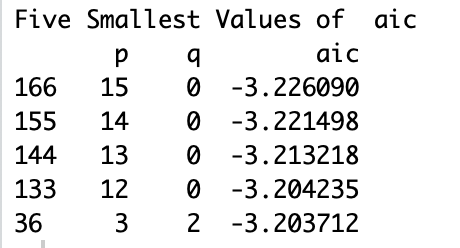 Five Smallest Values of  aic
      p    q       aic
166  15    0 -3.226090
155  14    0 -3.221498
144  13    0 -3.213218
133  12    0 -3.204235
36    3    2 -3.203712